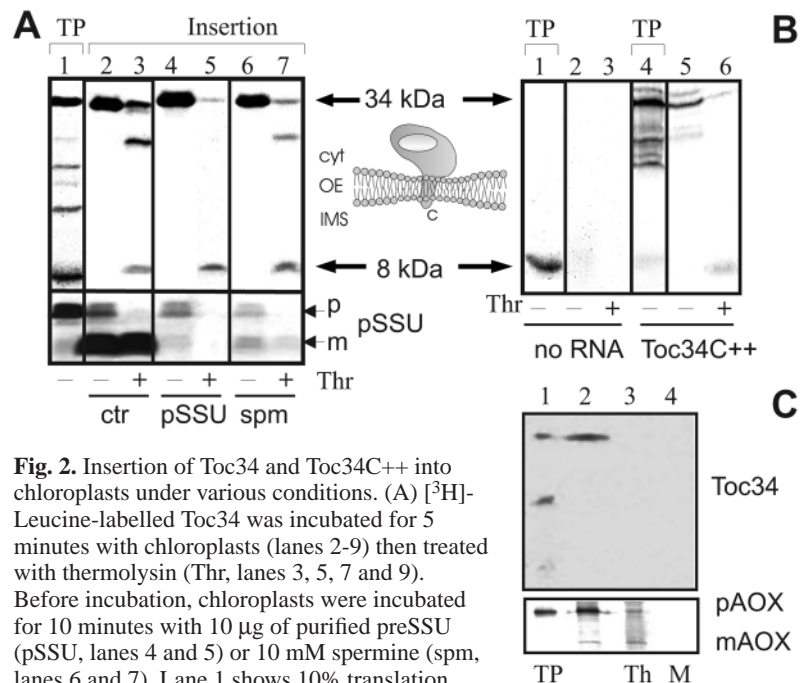 A
B
TP Insertion
1 2 3 4 5 6 7
TP TP
1 2 3 4 5 6
34 kDa
cyt
OE
IMS
C
8 kDa
p
m
pSSU
Thr − − +
− − + − + − + Thr
ctr pSSU spm
no RNA Toc34C++
C
1 2 3 4
Toc34
pAOX
mAOX
TP Th M
Fig. 2. Insertion of Toc34 and Toc34C++ into
chloroplasts under various conditions. (A) [³H]-
Leucine-labelled Toc34 was incubated for 5
minutes with chloroplasts (lanes 2-9) then treated
with thermolysin (Thr, lanes 3, 5, 7 and 9).
Before incubation, chloroplasts were incubated
for 10 minutes with 10 µg of purified preSSU
(pSSU, lanes 4 and 5) or 10 mM spermine (spm,
lanes 6 and 7). Lane 1 shows 10% translation